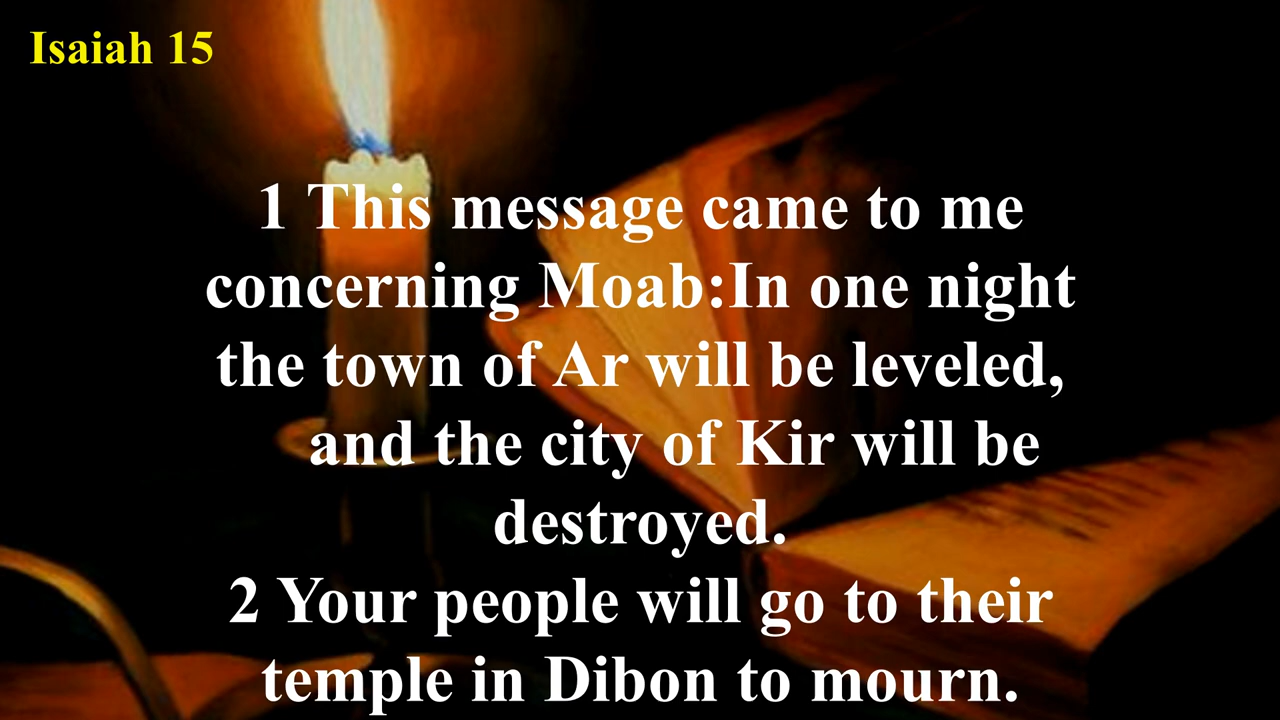 Isaiah 15
1 This message came to me
concerning Moab:In one night
the town of Ar will be leveled,
and the city of Kir will be
destroyed.
2 Your people will go to their
temple in Dibon to mourn.